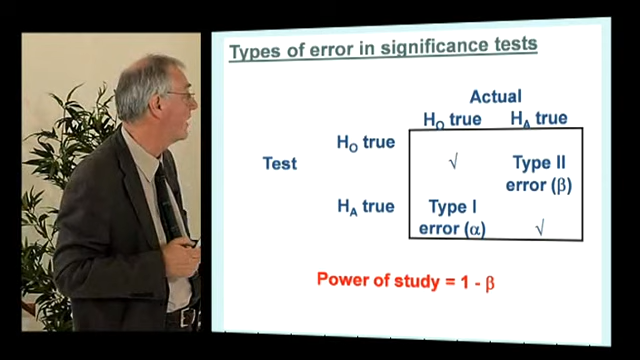 Types of error in significance tests
Actual
H₀ true H_A true
Test
H₀ true √ Type II
error (β)
H_A true Type I
error (α) √
Power of study = 1 - β